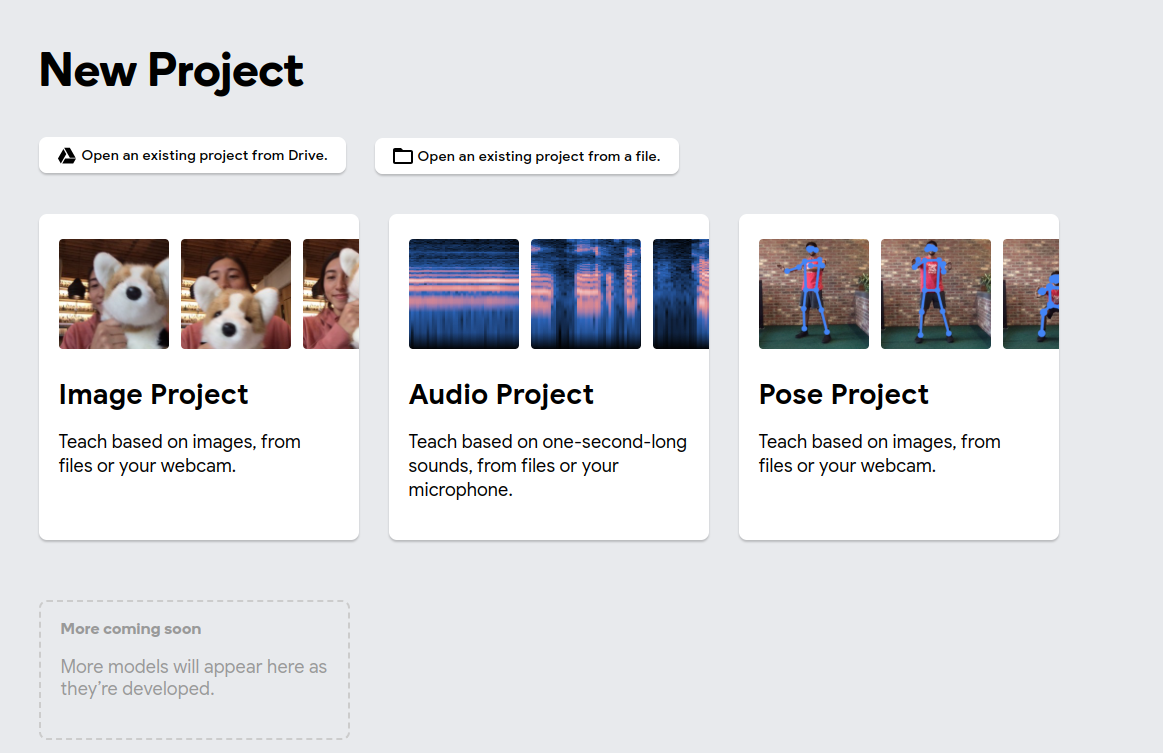 New Project
Open an existing project from Drive.
Open an existing project from a file.
Image Project
Teach based on images, from
files or your webcam.
Audio Project
Teach based on one-second-long
sounds, from files or your
microphone.
Pose Project
Teach based on images, from
files or your webcam.
More coming soon
More models will appear here as
they’re developed.